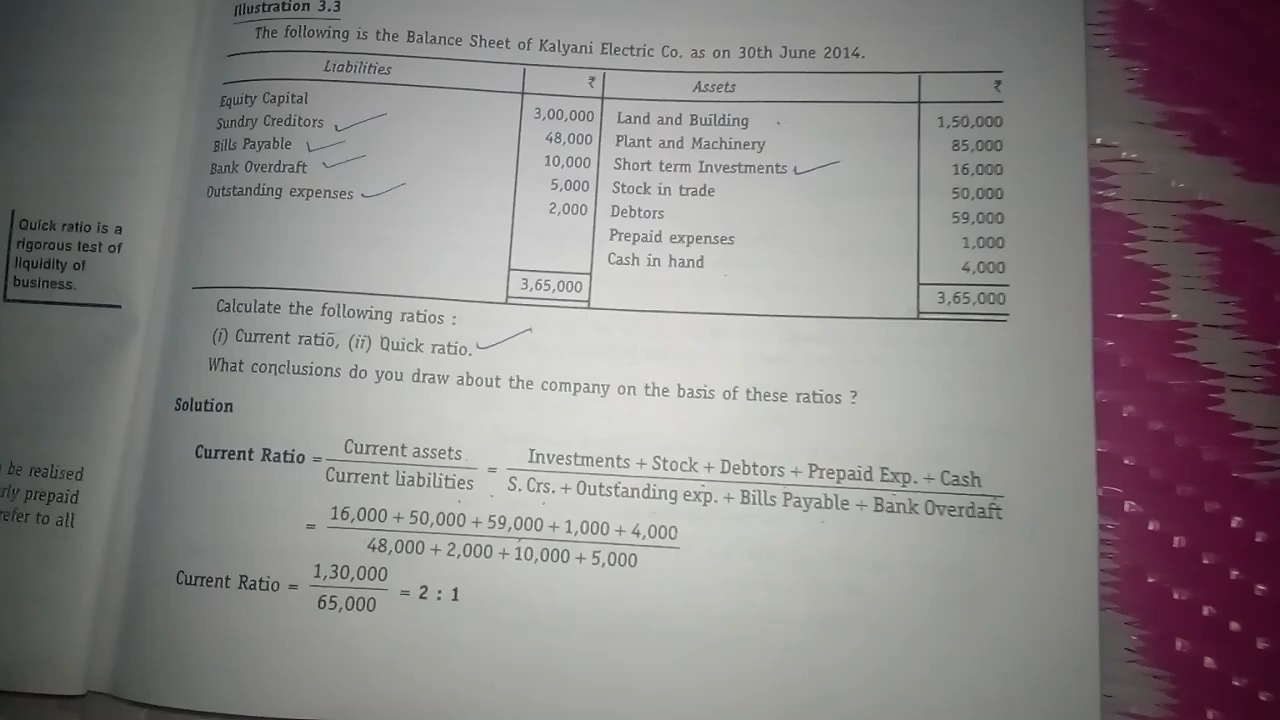 Illustration 3.3
The following is the Balance Sheet of Kalyani Electric Co. as on 30th June 2014.
Liabilities ₹ Assets ₹
Equity Capital 3,00,000 Land and Building 1,50,000
Sundry Creditors 48,000 Plant and Machinery 85,000
Bills Payable 10,000 Short term Investments 16,000
Bank Overdraft 5,000 Stock in trade 50,000
Outstanding expenses 2,000 Debtors 59,000
Prepaid expenses 1,000
Cash in hand 4,000
3,65,000 3,65,000
Quick ratio is a
rigorous test of
liquidity of
business.
Calculate the following ratios :
(i) Current ratio, (ii) Quick ratio.
What conclusions do you draw about the company on the basis of these ratios ?
Solution
Current Ratio = Current assets / Current liabilities = Investments + Stock + Debtors + Prepaid Exp. + Cash / S. Crs. + Outstanding exp. + Bills Payable + Bank Overdaft
= 16,000 + 50,000 + 59,000 + 1,000 + 4,000 / 48,000 + 2,000 + 10,000 + 5,000
Current Ratio = 1,30,000 / 65,000 = 2 : 1
be realised
rly prepaid
refer to all